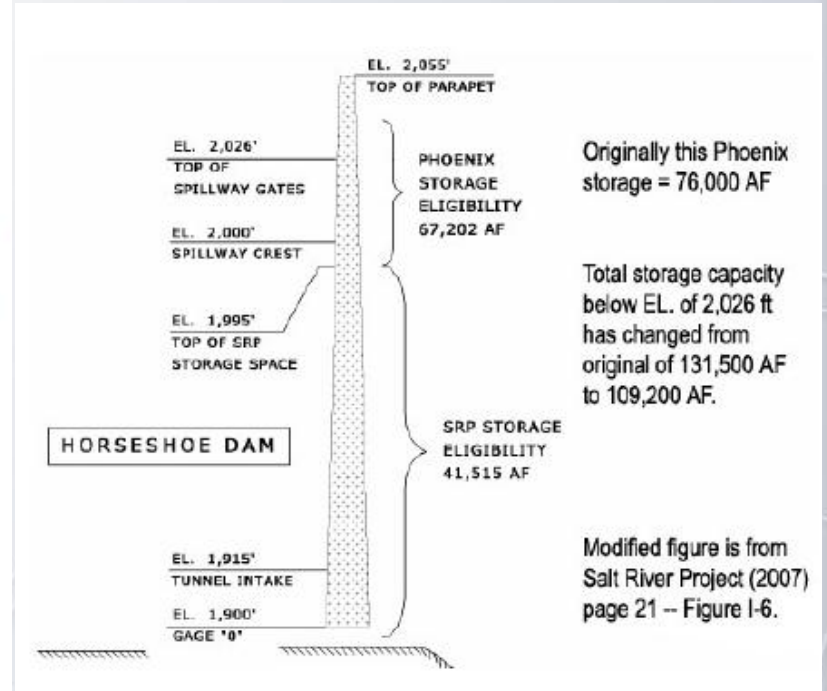 EL. 2,055'
TOP OF PARAPET
EL. 2,026'
TOP OF
SPILLWAY GATES
PHOENIX
STORAGE
ELIGIBILITY
67,202 AF
Originally this Phoenix
storage = 76,000 AF
EL. 2,000'
SPILLWAY CREST
Total storage capacity
below EL. of 2,026 ft
has changed from
original of 131,500 AF
to 109,200 AF.
EL. 1,995'
TOP OF SRP
STORAGE SPACE
HORSESHOE DAM
SRP STORAGE
ELIGIBILITY
41,515 AF
EL. 1,915'
TUNNEL INTAKE
EL. 1,900'
GAGE "0"
Modified figure is from
Salt River Project (2007)
page 21 -- Figure I-6.